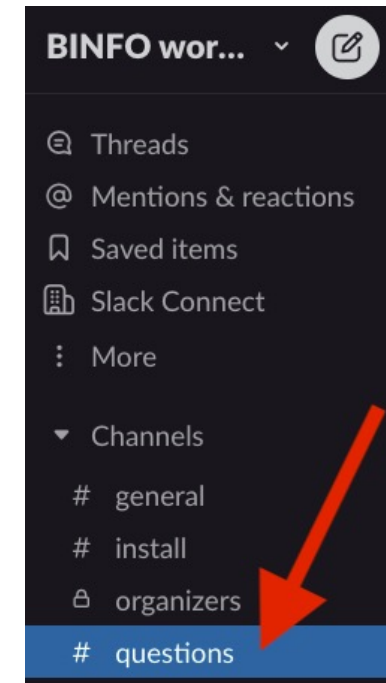 BINFO wor...
Threads
@ Mentions & reactions
Saved items
Slack Connect
More
Channels
# general
# install
organizers
# questions